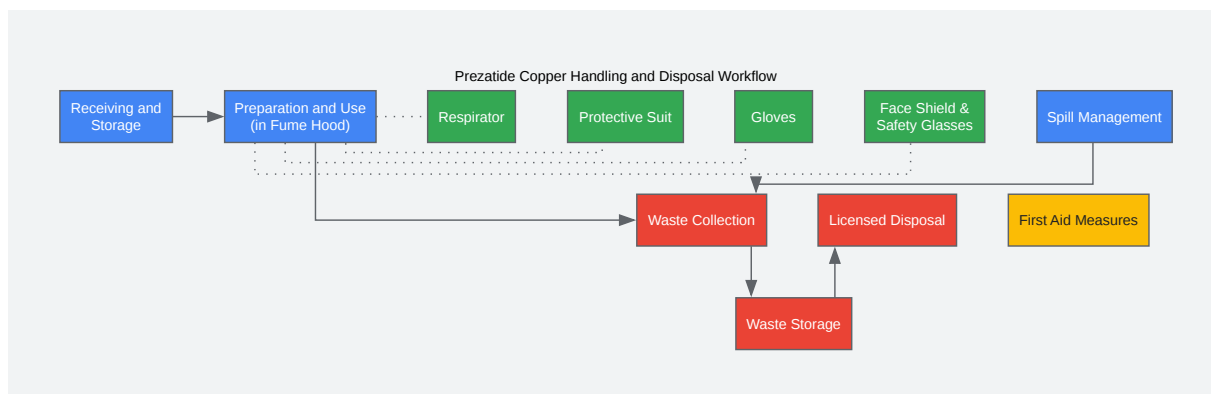 Prezatide Copper Handling and Disposal Workflow
Receiving and
Storage
Preparation and Use
(in Fume Hood)
Respirator
Protective Suit
Gloves
Face Shield &
Safety Glasses
Spill Management
Waste Collection
Licensed Disposal
First Aid Measures
Waste Storage